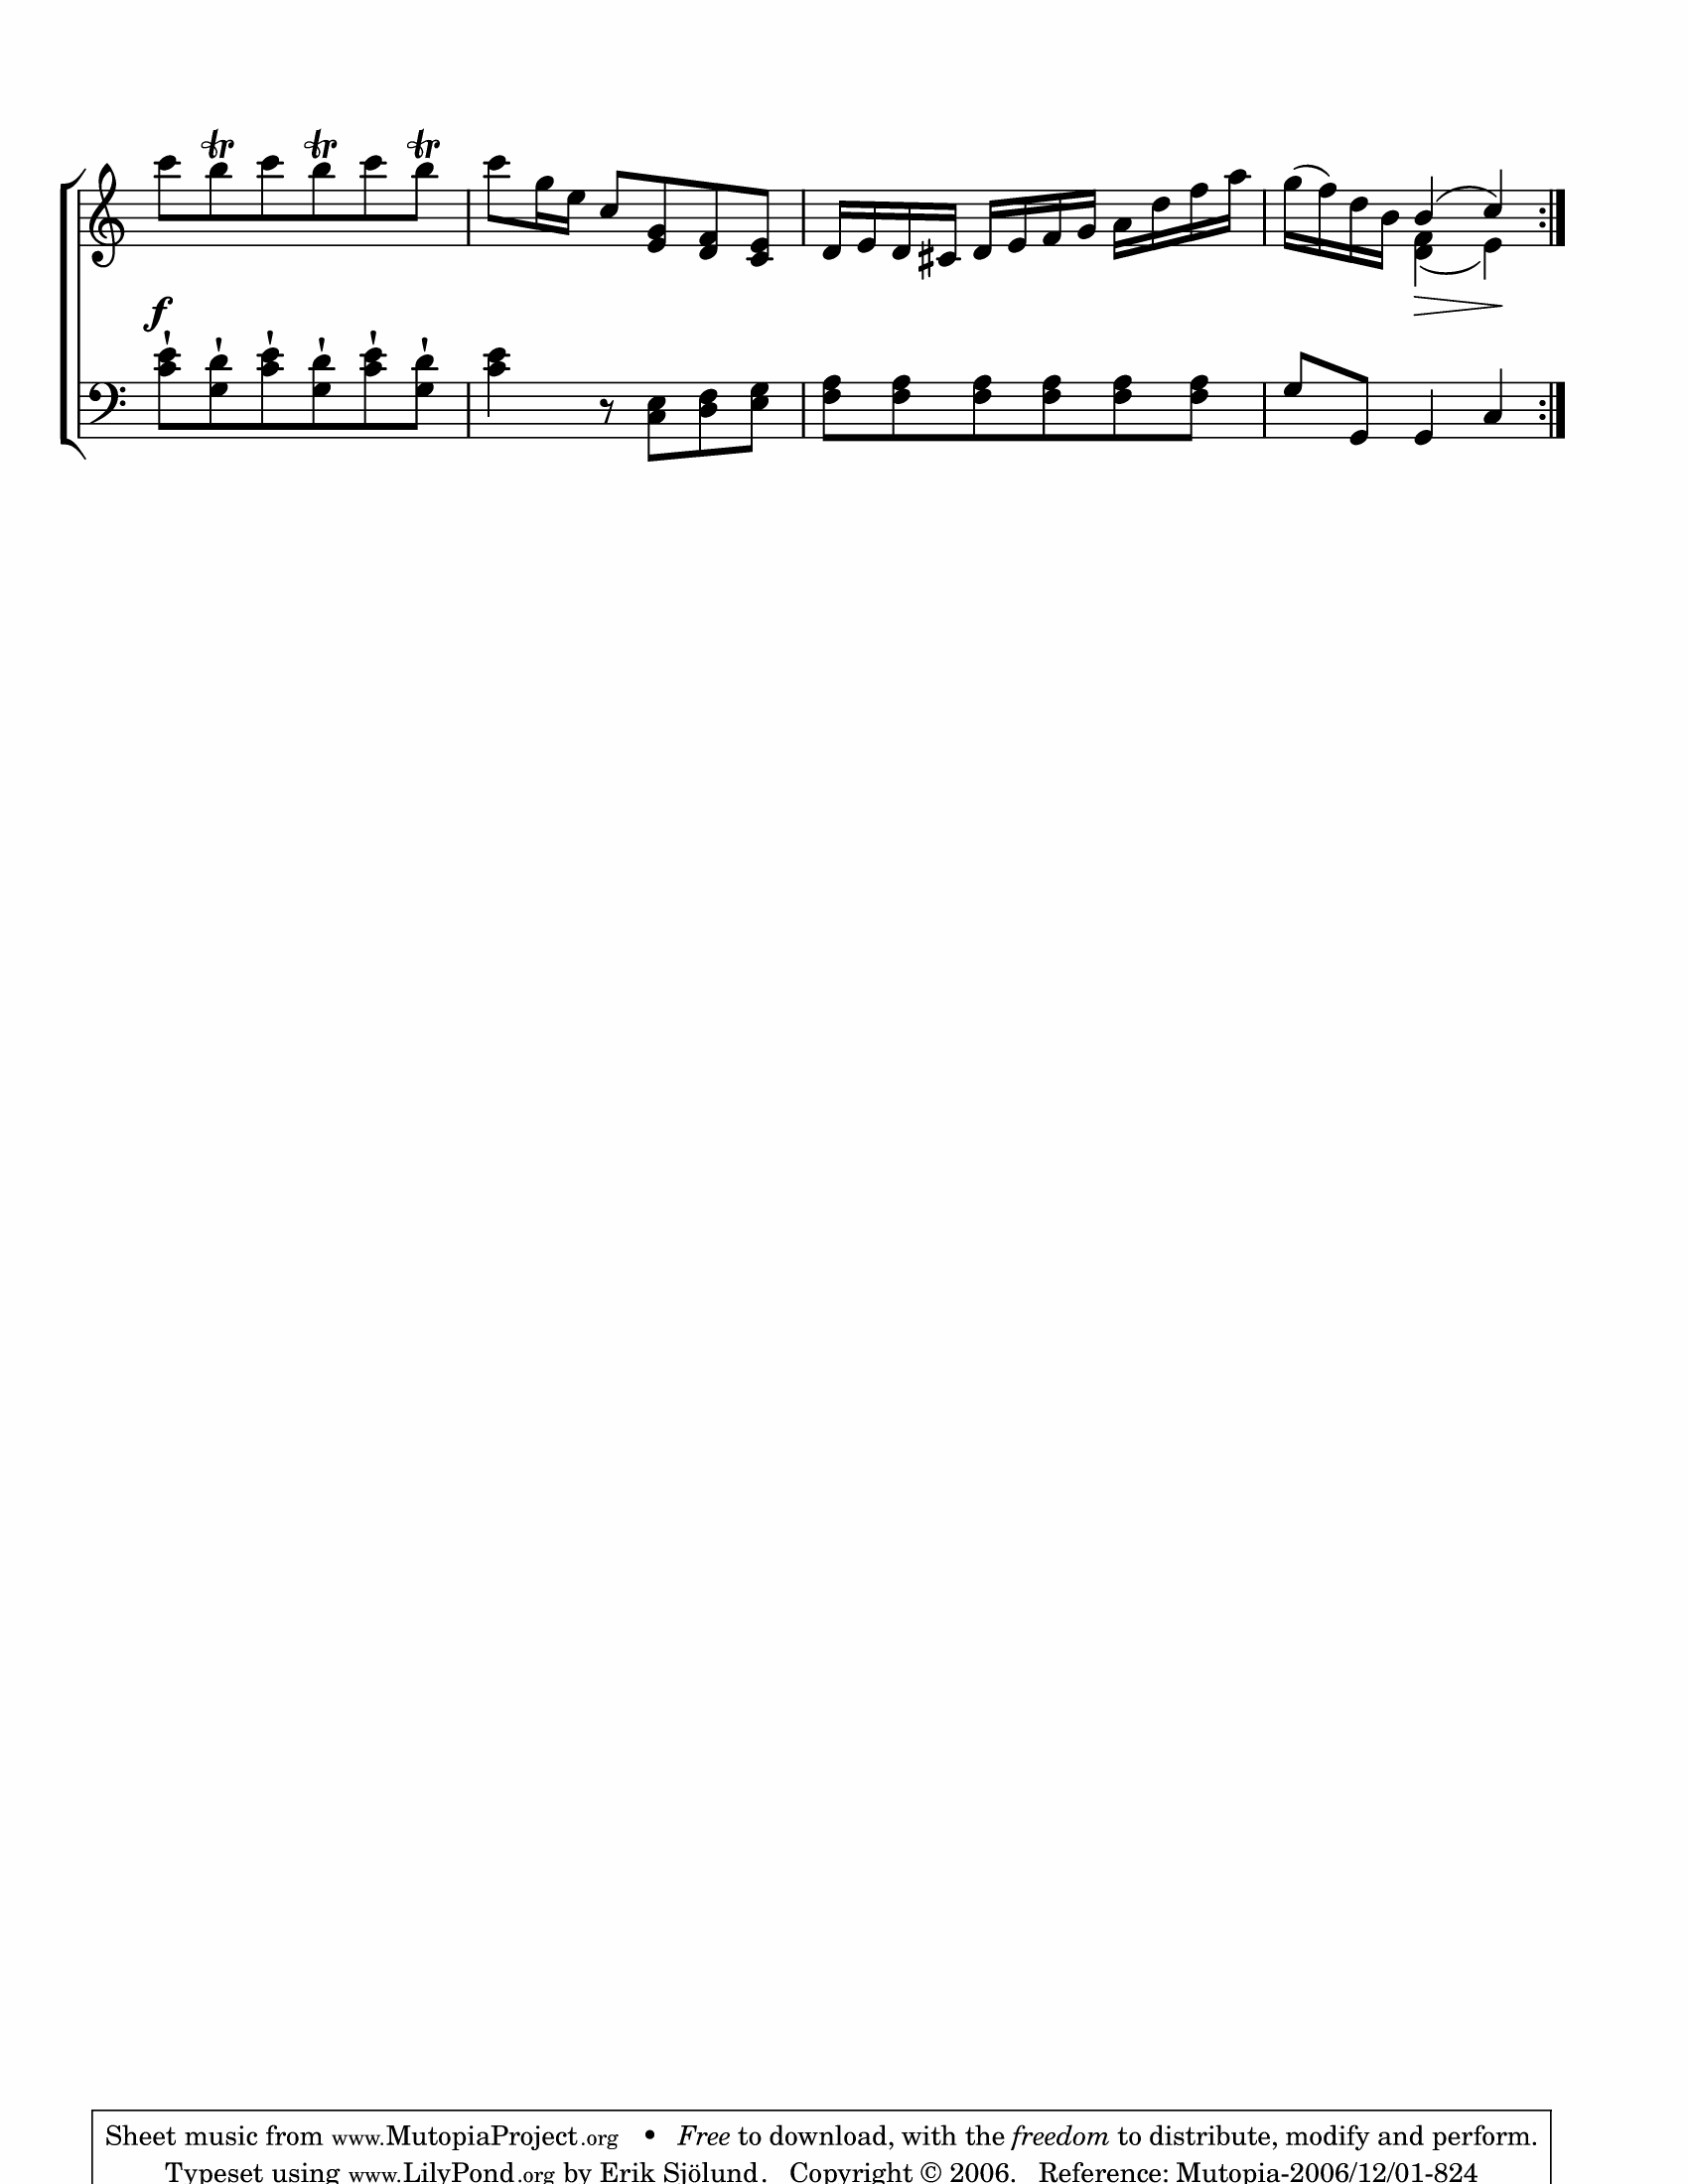 tr tr tr
f
Sheet music from www.MutopiaProject.org • Free to download, with the freedom to distribute, modify and perform.
Typeset using www.LilyPond.org by Erik Sjölund. Copyright © 2006. Reference: Mutopia-2006/12/01-824